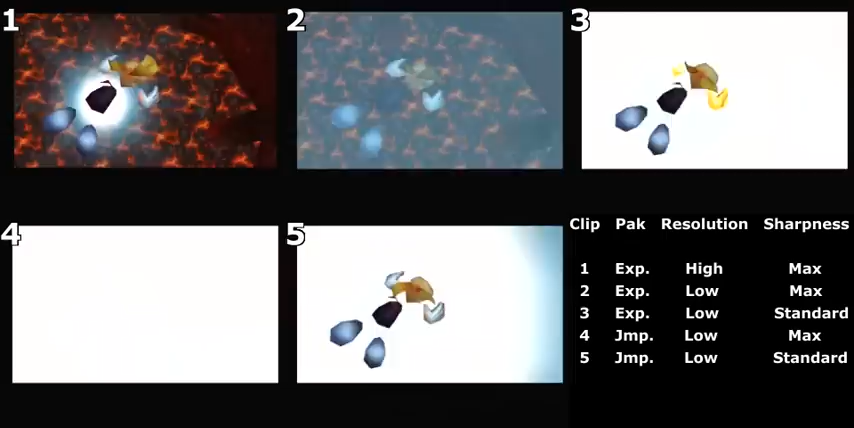 1
2
3
4
5
Clip Pak Resolution Sharpness
1 Exp. High Max
2 Exp. Low Max
3 Exp. Low Standard
4 Jmp. Low Max
5 Jmp. Low Standard